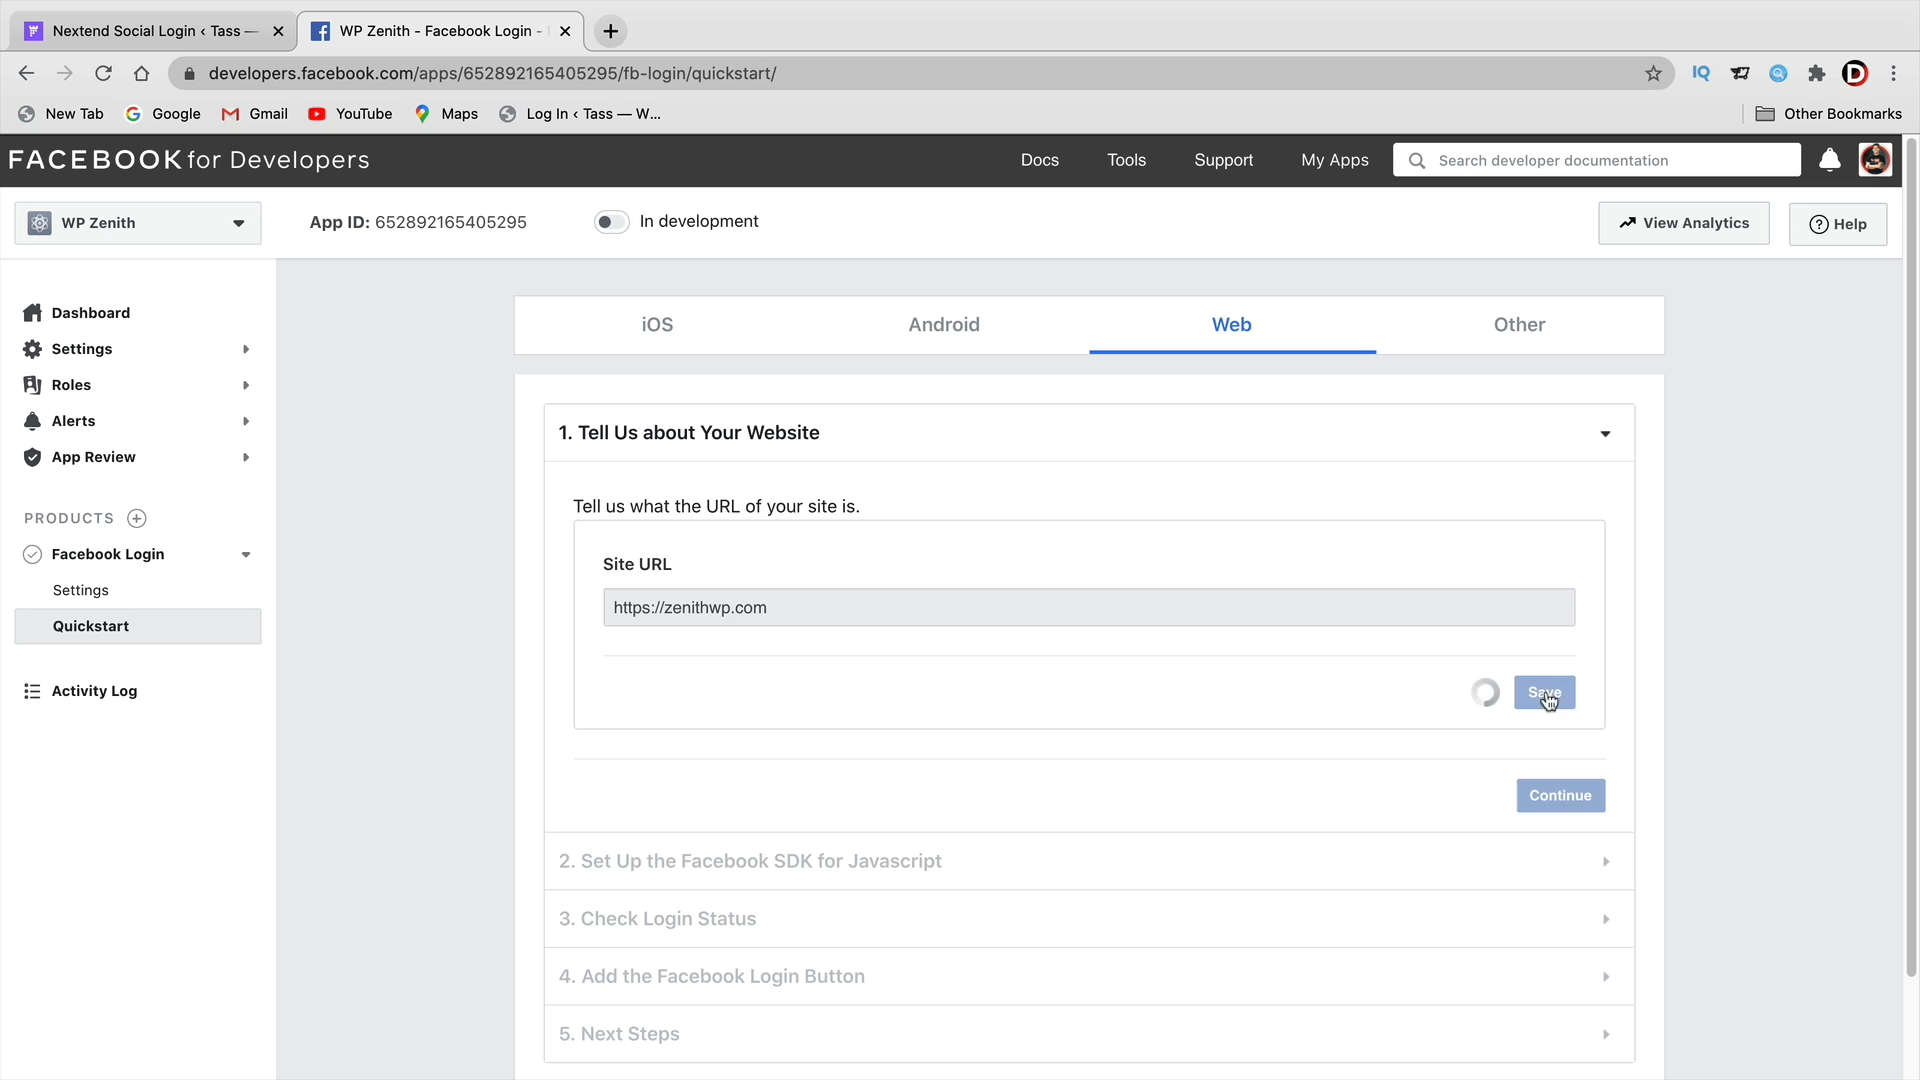 Nextend Social Login ‹ Tass —
WP Zenith - Facebook Login -
developers.facebook.com/apps/652892165405295/fb-login/quickstart/
IQ
D
New Tab
Google
Gmail
YouTube
Maps
Log In ‹ Tass — W...
Other Bookmarks
FACEBOOK for Developers
Docs
Tools
Support
My Apps
Search developer documentation
WP Zenith
App ID: 652892165405295
In development
View Analytics
Help
Dashboard
Settings
Roles
Alerts
App Review
PRODUCTS
Facebook Login
Settings
Quickstart
Activity Log
iOS
Android
Web
Other
1. Tell Us about Your Website
Tell us what the URL of your site is.
Site URL
https://zenithwp.com
Save
Continue
2. Set Up the Facebook SDK for Javascript
3. Check Login Status
4. Add the Facebook Login Button
5. Next Steps